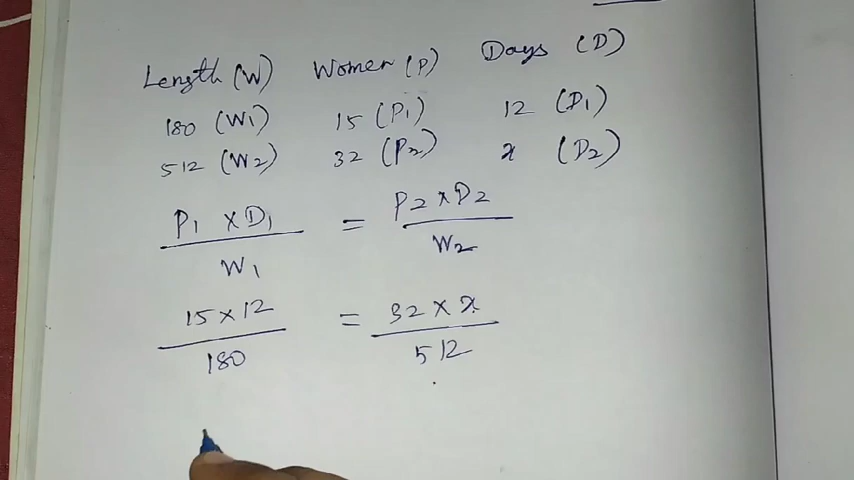 Length (W) Women (P) Days (D)
180 (W1) 15 (P1) 12 (D1)
512 (W2) 32 (P2) x (D2)
P1 × D1 / W1 = P2 × D2 / W2
15 × 12 / 180 = 32 × x / 512